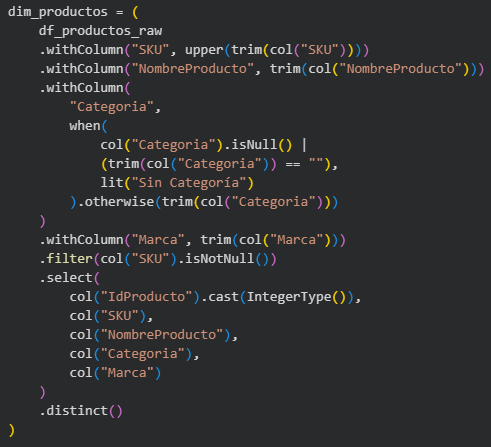 dim_productos = (
    df_productos_raw
    .withColumn("SKU", upper(trim(col("SKU"))))
    .withColumn("NombreProducto", trim(col("NombreProducto")))
    .withColumn(
        "Categoria",
        when(
            col("Categoria").isNull() |
            (trim(col("Categoria")) == ""),
            lit("Sin Categoría")
        ).otherwise(trim(col("Categoria")))
    )
    .withColumn("Marca", trim(col("Marca")))
    .filter(col("SKU").isNotNull())
    .select(
        col("IdProducto").cast(IntegerType()),
        col("SKU"),
        col("NombreProducto"),
        col("Categoria"),
        col("Marca")
    )
    .distinct()
)